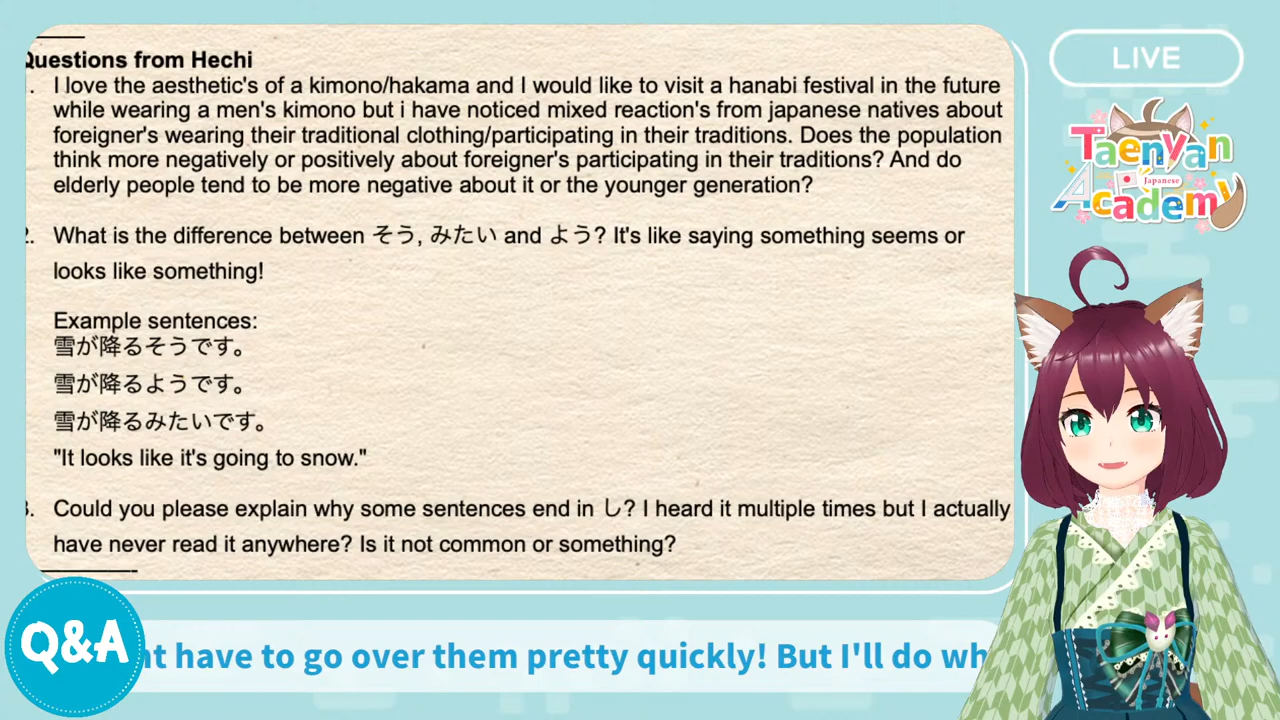 Questions from Hechi
I love the aesthetic's of a kimono/hakama and I would like to visit a hanabi festival in the future
while wearing a men's kimono but i have noticed mixed reaction's from japanese natives about
foreigner's wearing their traditional clothing/participating in their traditions. Does the population
think more negatively or positively about foreigner's participating in their traditions? And do
elderly people tend to be more negative about it or the younger generation?
What is the difference between そう, みたい and よう? It's like saying something seems or
looks like something!
Example sentences:
雪が降るそうです。
雪が降るようです。
雪が降るみたいです。
"It looks like it's going to snow."
Could you please explain why some sentences end in し? I heard it multiple times but I actually
have never read it anywhere? Is it not common or something?
Q&A
have to go over them pretty quickly! But I'll do
LIVE
Taenyan
Japanese
Academy